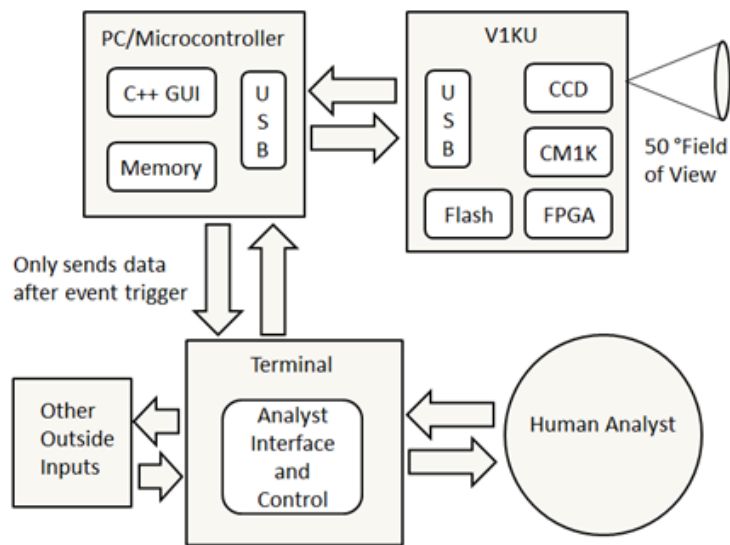 PC/Microcontroller
C++ GUI
Memory
U
S
B
V1KU
U
S
B
CCD
CM1K
Flash
FPGA
50 °Field
of View
Only sends data
after event trigger
Terminal
Analyst
Interface
and
Control
Other
Outside
Inputs
Human Analyst